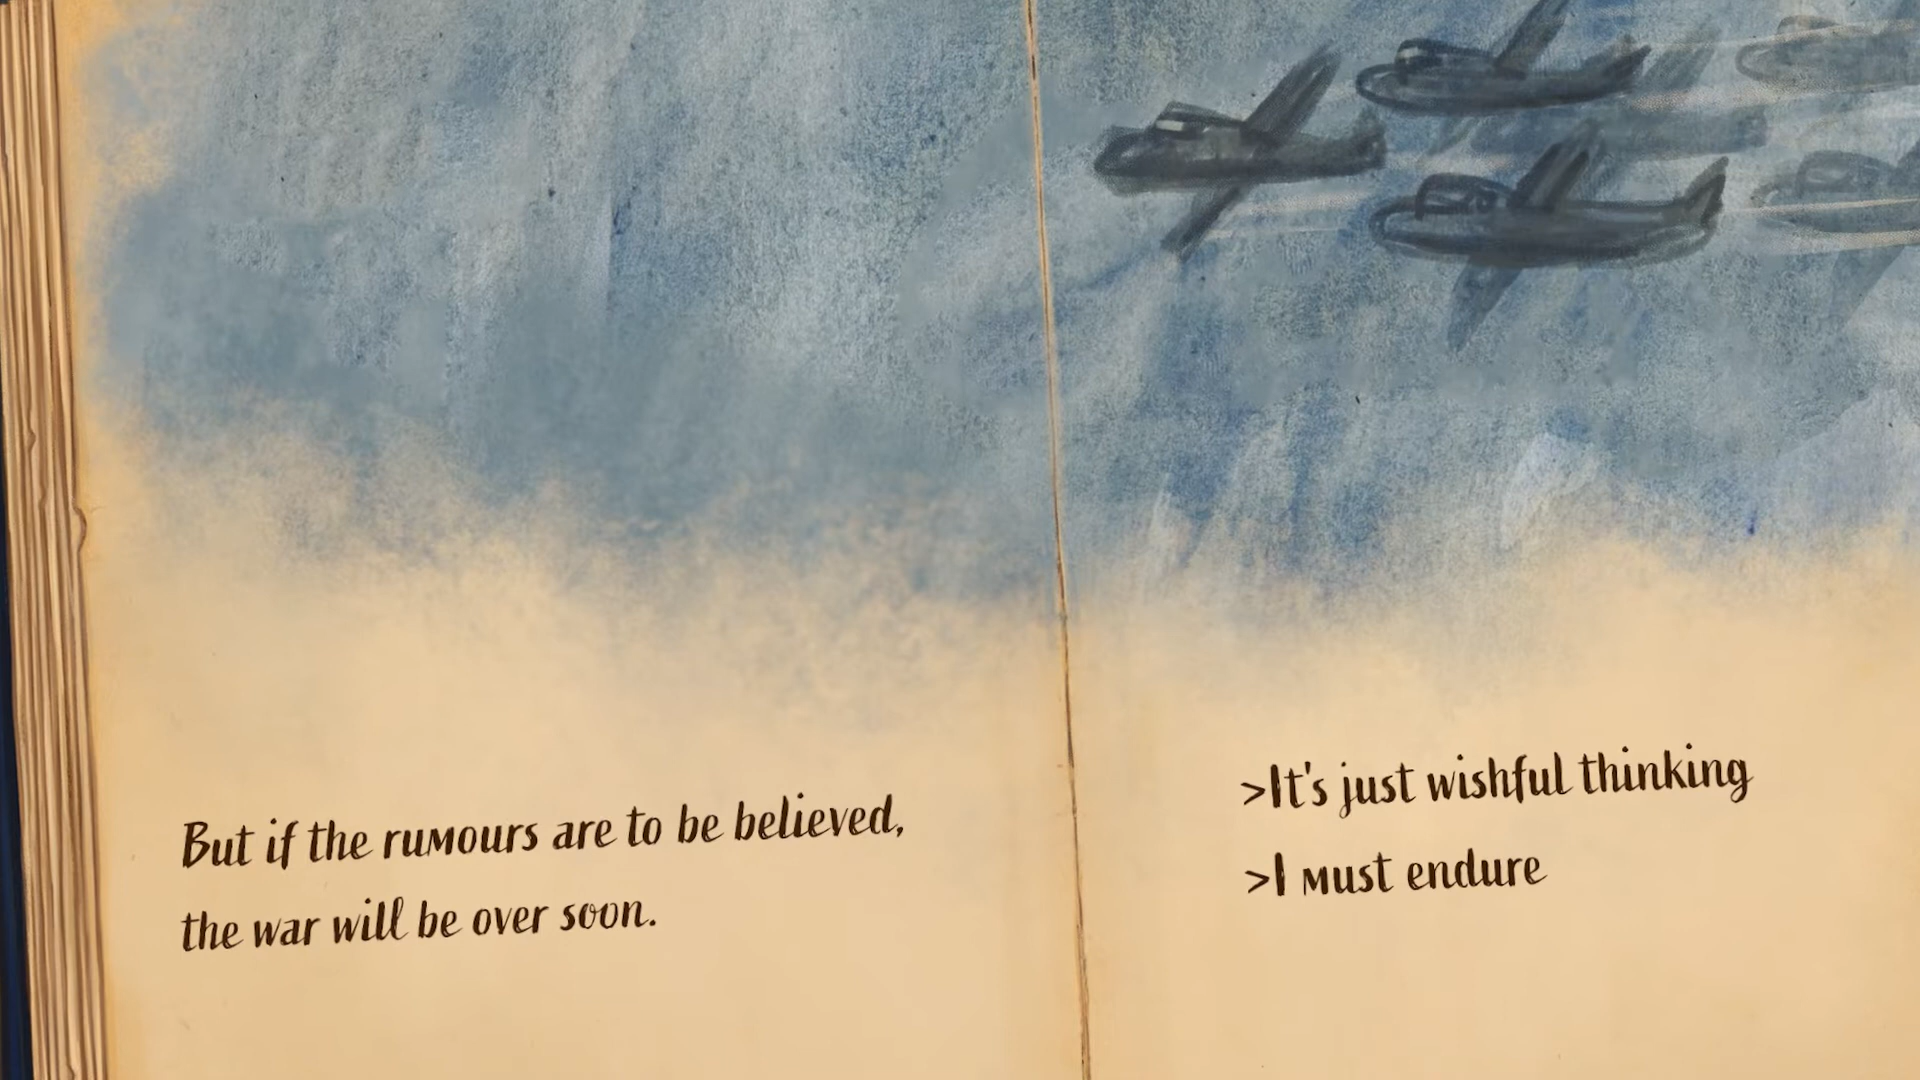 But if the rumours are to be believed,
the war will be over soon.
>It's just wishful thinking
>I must endure